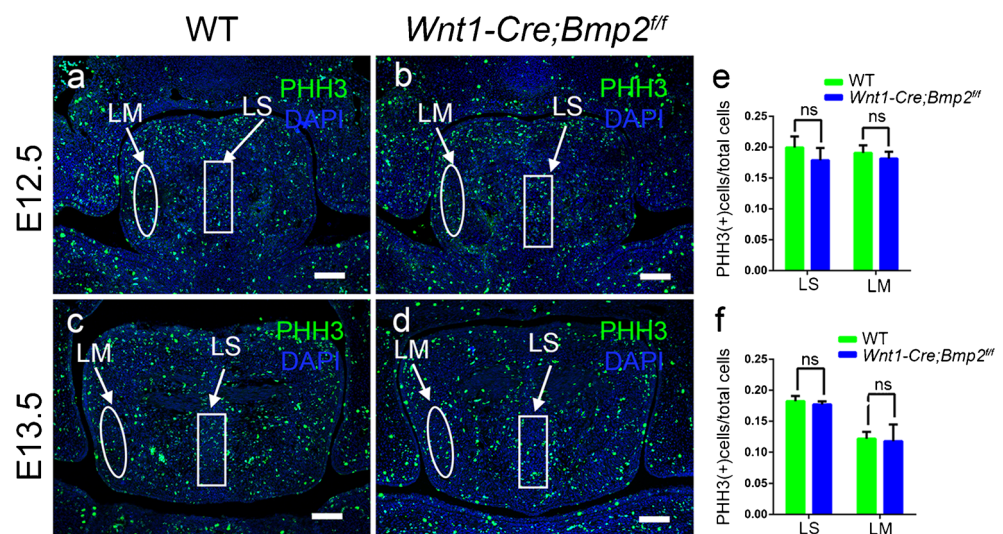 WT
Wnt1-Cre;Bmp2f/f
E12.5
a
PHH3
DAPI
LM
LS
b
PHH3
DAPI
LM
LS
e
WT
Wnt1-Cre;Bmp2f/f
ns
ns
PHH3(+)cells/total cells
0.25
0.20
0.15
0.10
0.05
0.00
LS
LM
E13.5
c
PHH3
DAPI
LM
LS
d
PHH3
DAPI
LM
LS
f
WT
Wnt1-Cre;Bmp2f/f
ns
ns
PHH3(+)cells/total cells
0.25
0.20
0.15
0.10
0.05
0.00
LS
LM